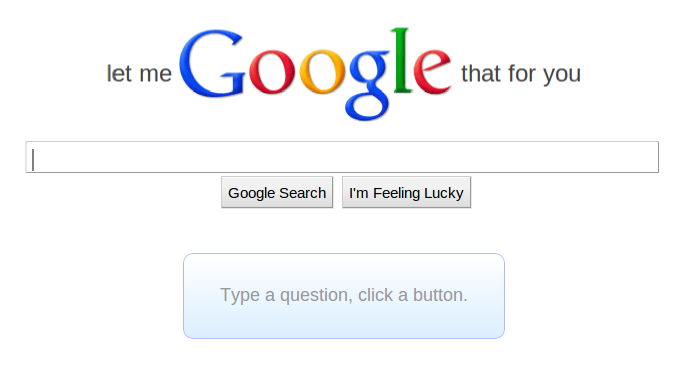 let me Google that for you
Google Search I'm Feeling Lucky
Type a question, click a button.